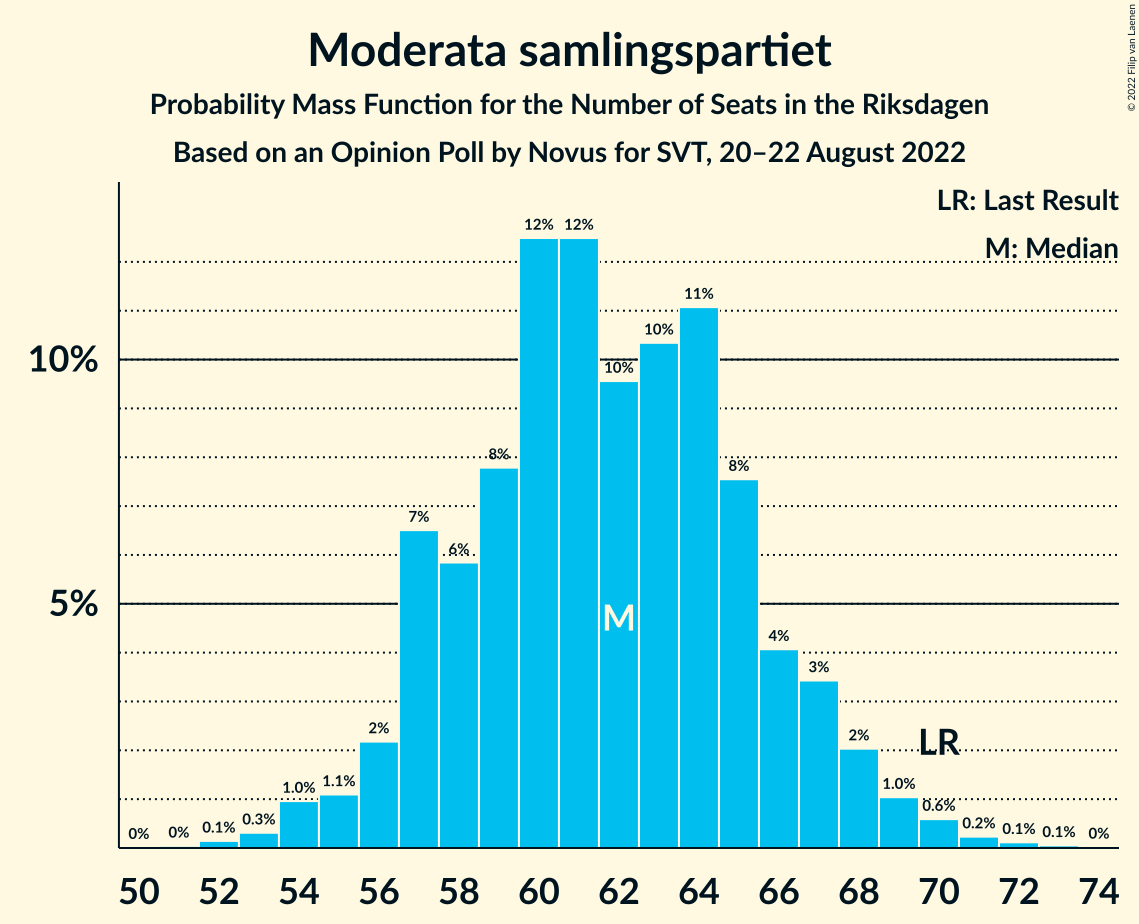 Moderata samlingspartiet
Probability Mass Function for the Number of Seats in the Riksdagen
Based on an Opinion Poll by Novus for SVT, 20–22 August 2022
© 2022 Filip van Laenen
LR: Last Result
M: Median
10%
5%
0% 0% 0.1% 0.3% 1.0% 1.1% 2% 7% 6% 8% 12% 12% 10% 10% 11% 8% 4% 3% 2% 1.0% 0.6% 0.2% 0.1% 0.1% 0%
M
LR
50 52 54 56 58 60 62 64 66 68 70 72 74